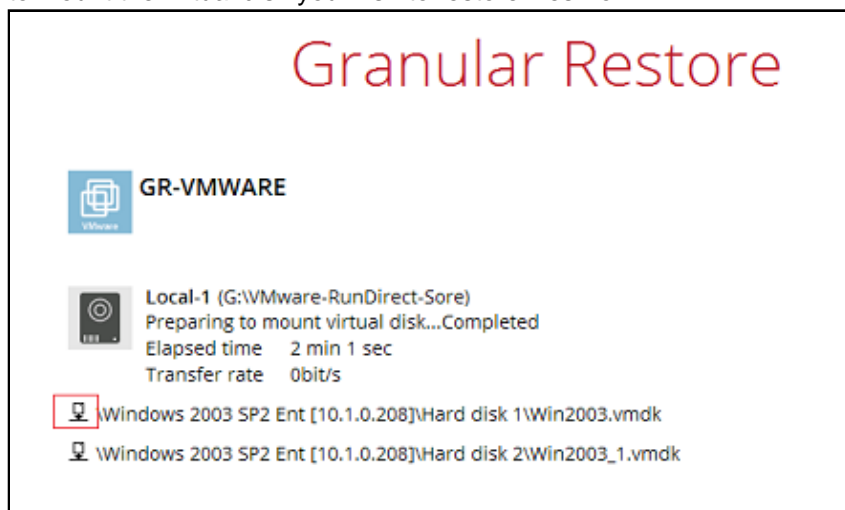 Granular Restore
GR-VMWARE
VMware
Local-1 (G:\VMware-RunDirect-Sore)
Preparing to mount virtual disk...Completed
Elapsed time 2 min 1 sec
Transfer rate 0bit/s
\Windows 2003 SP2 Ent [10.1.0.208]\Hard disk 1\Win2003.vmdk
\Windows 2003 SP2 Ent [10.1.0.208]\Hard disk 2\Win2003_1.vmdk